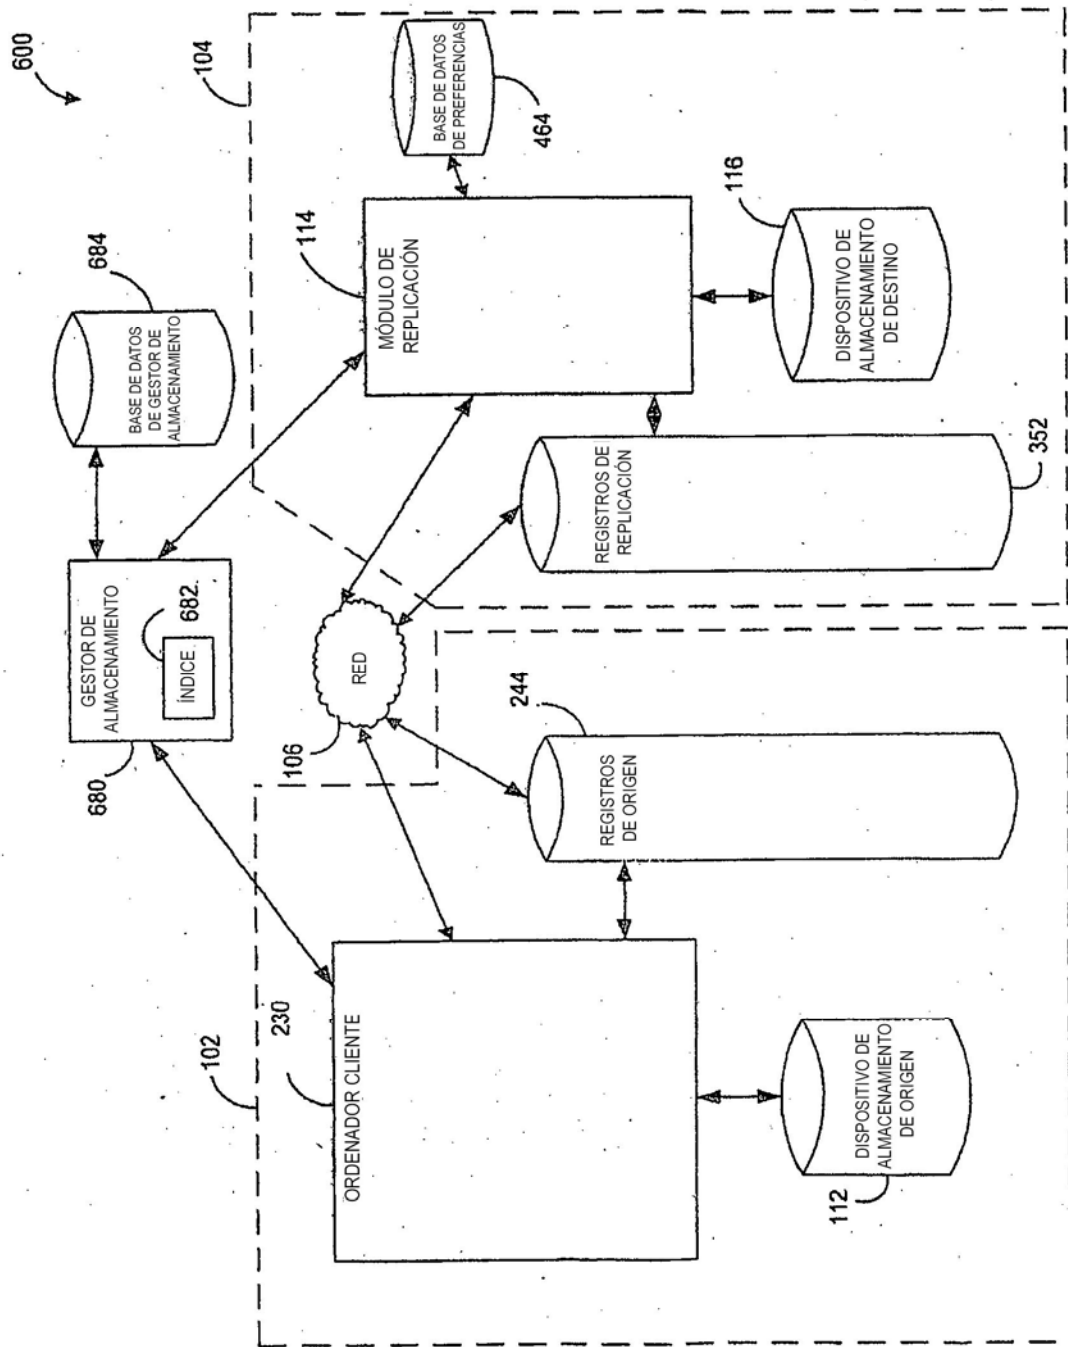 600
104
684
BASE DE DATOS
DE GESTOR DE
ALMACENAMIENTO
BASE DE DATOS
DE PREFERENCIAS
464
114
MÓDULO DE
REPLICACIÓN
116
DISPOSITIVO DE
ALMACENAMIENTO
DE DESTINO
GESTOR DE
ALMACENAMIENTO
682
ÍNDICE
680
RED
106
REGISTROS DE
REPLICACIÓN
352
244
REGISTROS
DE ORIGEN
102
230
ORDENADOR CLIENTE
DISPOSITIVO DE
ALMACENAMIENTO
DE ORIGEN
112